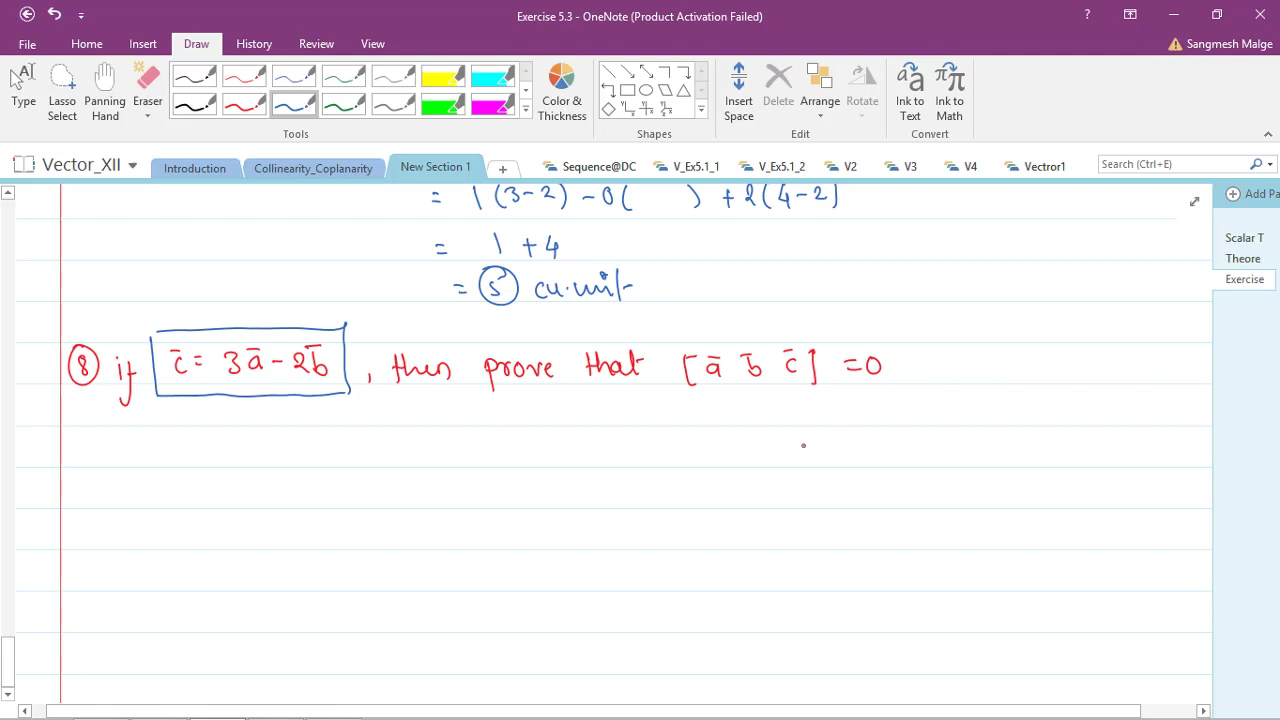 Exercise 5.3 - OneNote (Product Activation Failed)
File Home Insert Draw History Review View Sangmesh Malge
Type Lasso Select Panning Hand Eraser Color & Thickness Insert Space Delete Arrange Rotate Ink to Text Ink to Math
Tools Shapes Edit Convert
Vector_XII Introduction Collinearity_Coplanarity New Section 1 Sequence@DC V_Ex5.1_1 V_Ex5.1_2 V2 V3 V4 Vector1 Search (Ctrl+E)
Add Pa
= 1(3-2) -0( ) +2(4-2)
Scalar T
= 1 +4
Theore
= 5 cu.unit
Exercise
⑧ if c̄ = 3ā - 2b̄ , then prove that [ā b̄ c̄] = 0